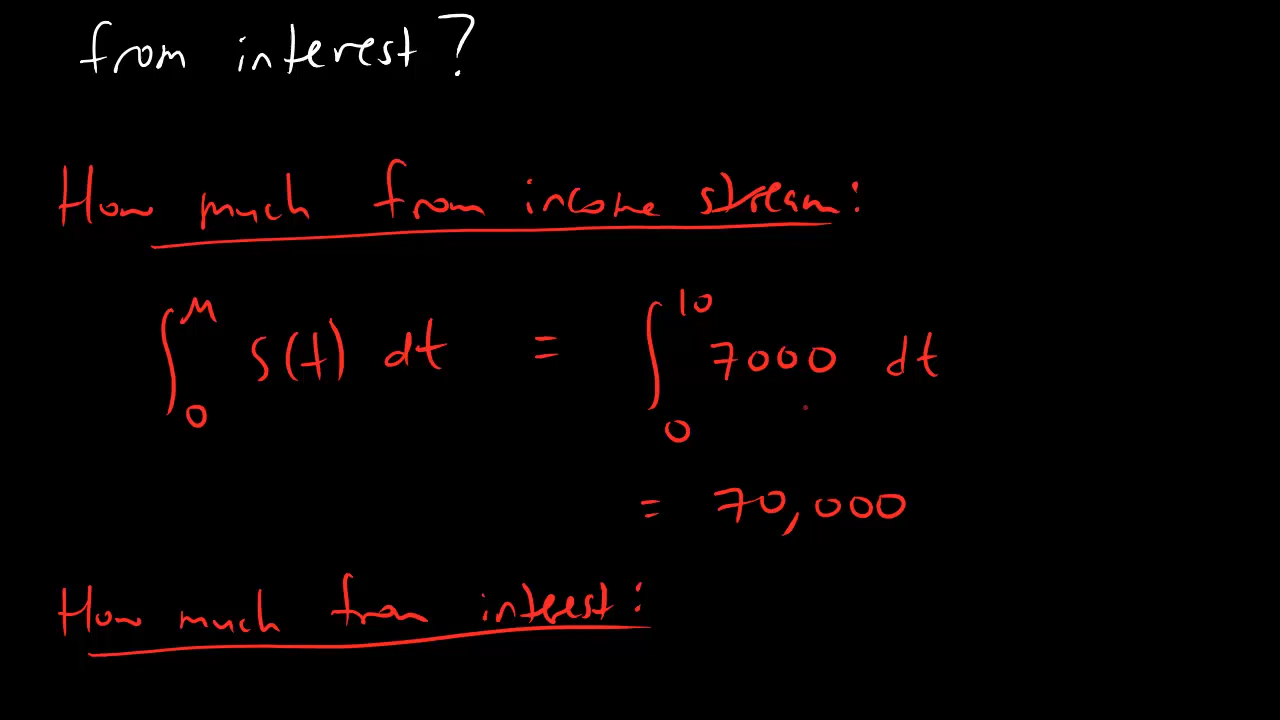 from interest?
How much from income stream:
∫₀ᴹ S(t) dt = ∫₀¹⁰ 7000 dt
= 70,000
How much from interest: